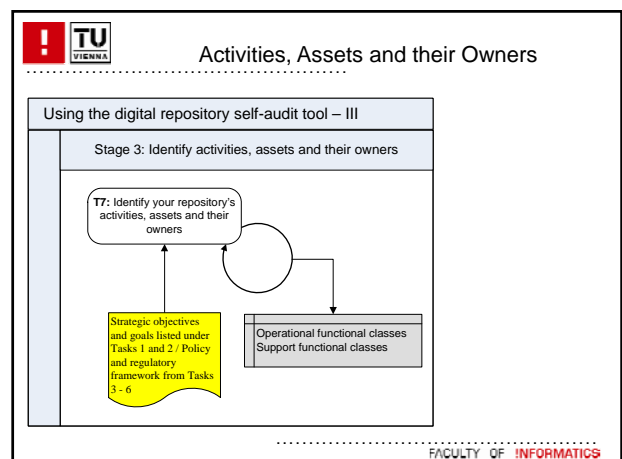 !
TU
VIENNA
Activities, Assets and their Owners
Using the digital repository self-audit tool – III
Stage 3: Identify activities, assets and their owners
T7: Identify your repository's
activities, assets and their
owners
Strategic objectives
and goals listed under
Tasks 1 and 2 / Policy
and regulatory
framework from Tasks
3 - 6
Operational functional classes
Support functional classes
FACULTY OF !NFORMATICS